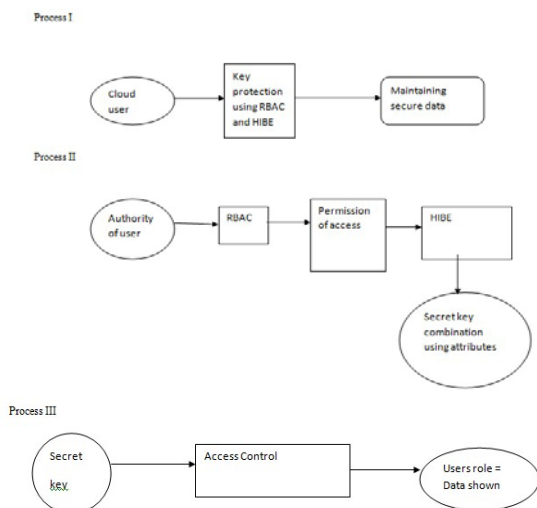 Process I
Cloud
user
Key
protection
using RBAC
and HIBE
Maintaining
secure data
Process II
Authority
of user
RBAC
Permission
of access
HIBE
Secret key
combination
using attributes
Process III
Secret
key
Access Control
Users role =
Data shown